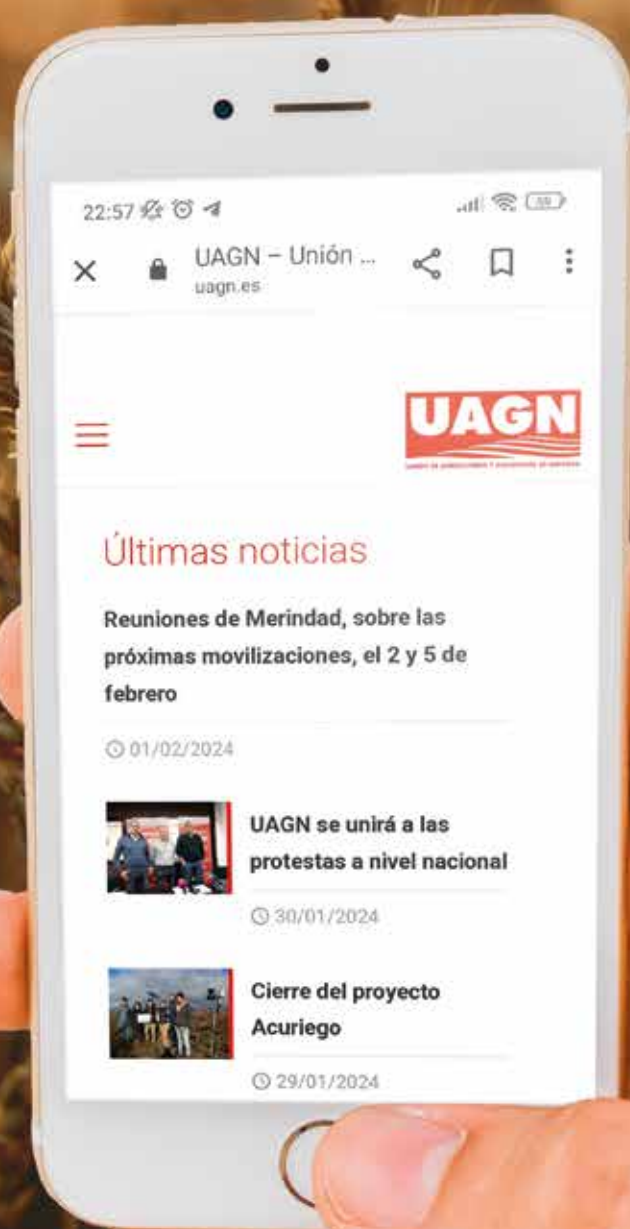 22:57
UAGN – Unión ...
uagn.es
UAGN
Últimas noticias
Reuniones de Merindad, sobre las
próximas movilizaciones, el 2 y 5 de
febrero
01/02/2024
UAGN se unirá a las
protestas a nivel nacional
30/01/2024
Cierre del proyecto
Acuriego
29/01/2024